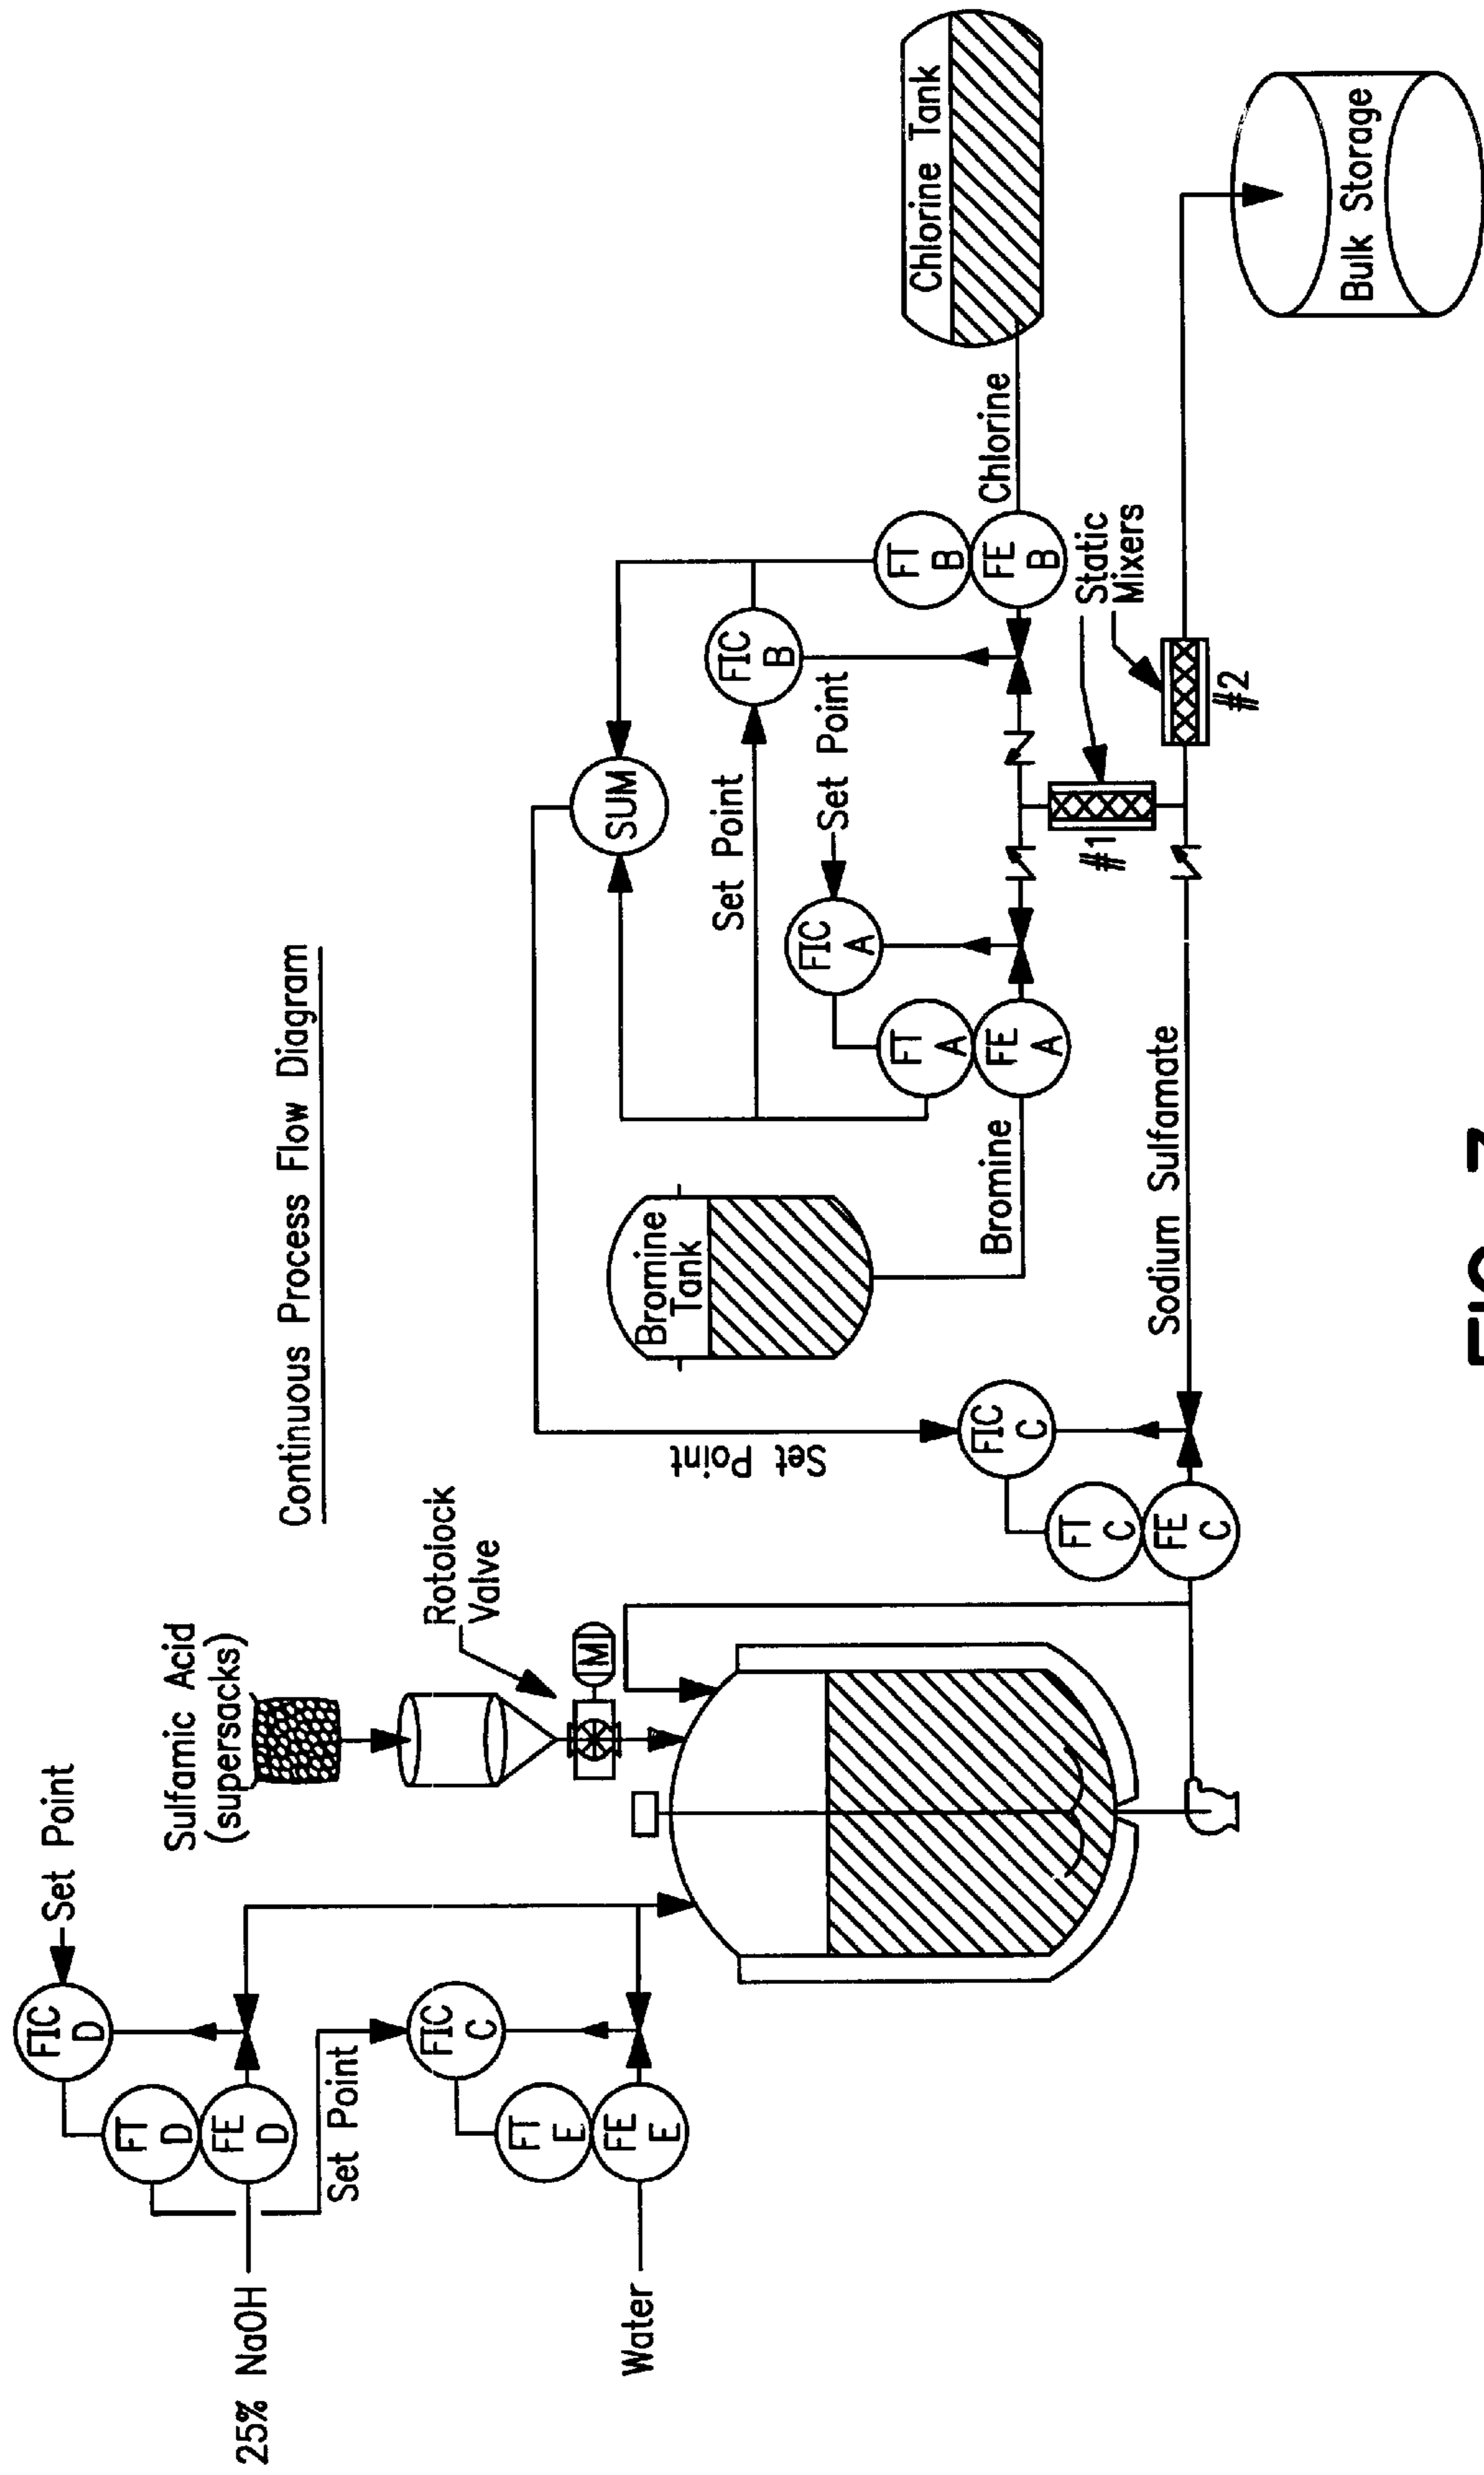 Continuous Process Flow Diagram
Set Point
FIC
D
FT
D
FE
D
25% NaOH
Set Point
FIC
C
FT
E
FE
E
Water
Sulfamic Acid
(supersacks)
Rotoiock
Valve
M
Set Point
FIC
C
FT
C
FE
C
Sodium Sulfamate
Bromine
Tank
Bromine
FT
A
FE
A
FIC
A
Set Point
Set Point
SUM
FIC
B
FT
B
FE
B
Chlorine
Chlorine Tank
Static
Mixers
#1
#2
Bulk Storage